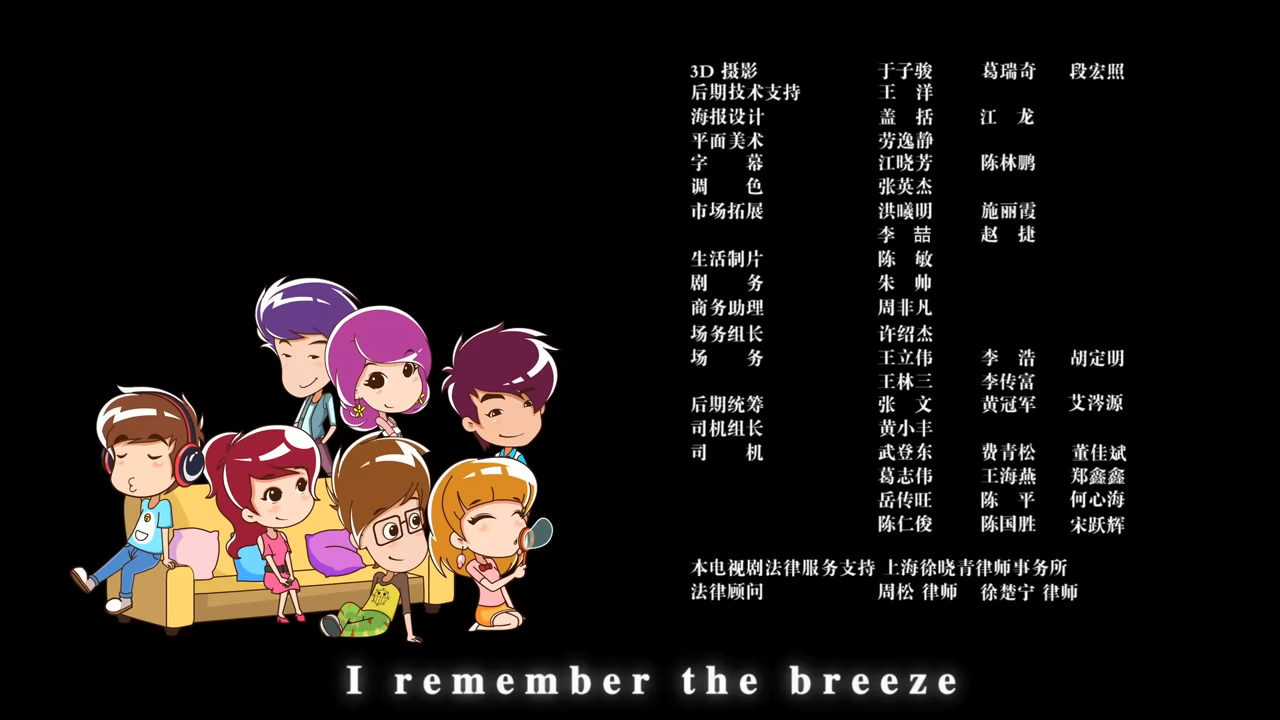 3D 摄影 于子骏 葛瑞奇 段宏照
后期技术支持 王 洋
海报设计 盖 括 江 龙
平面美术 劳逸静
字 幕 江晓芳 陈林鹏
调 色 张英杰
市场拓展 洪曦明 施丽霞
李 喆 赵 捷
生活制片 陈 敏
剧 务 朱 帅
商务助理 周非凡
场务组长 许绍杰
场 务 王立伟 李 浩 胡定明
王林三 李传富
后期统筹 张 文 黄冠军 艾涔源
司机组长 黄小丰
司 机 武登东 费青松 董佳斌
葛志伟 王海燕 郑鑫鑫
岳传旺 陈 平 何心海
陈仁俊 陈国胜 宋跃辉
本电视剧法律服务支持 上海徐晓青律师事务所
法律顾问 周松 律师 徐楚宁 律师
I remember the breeze